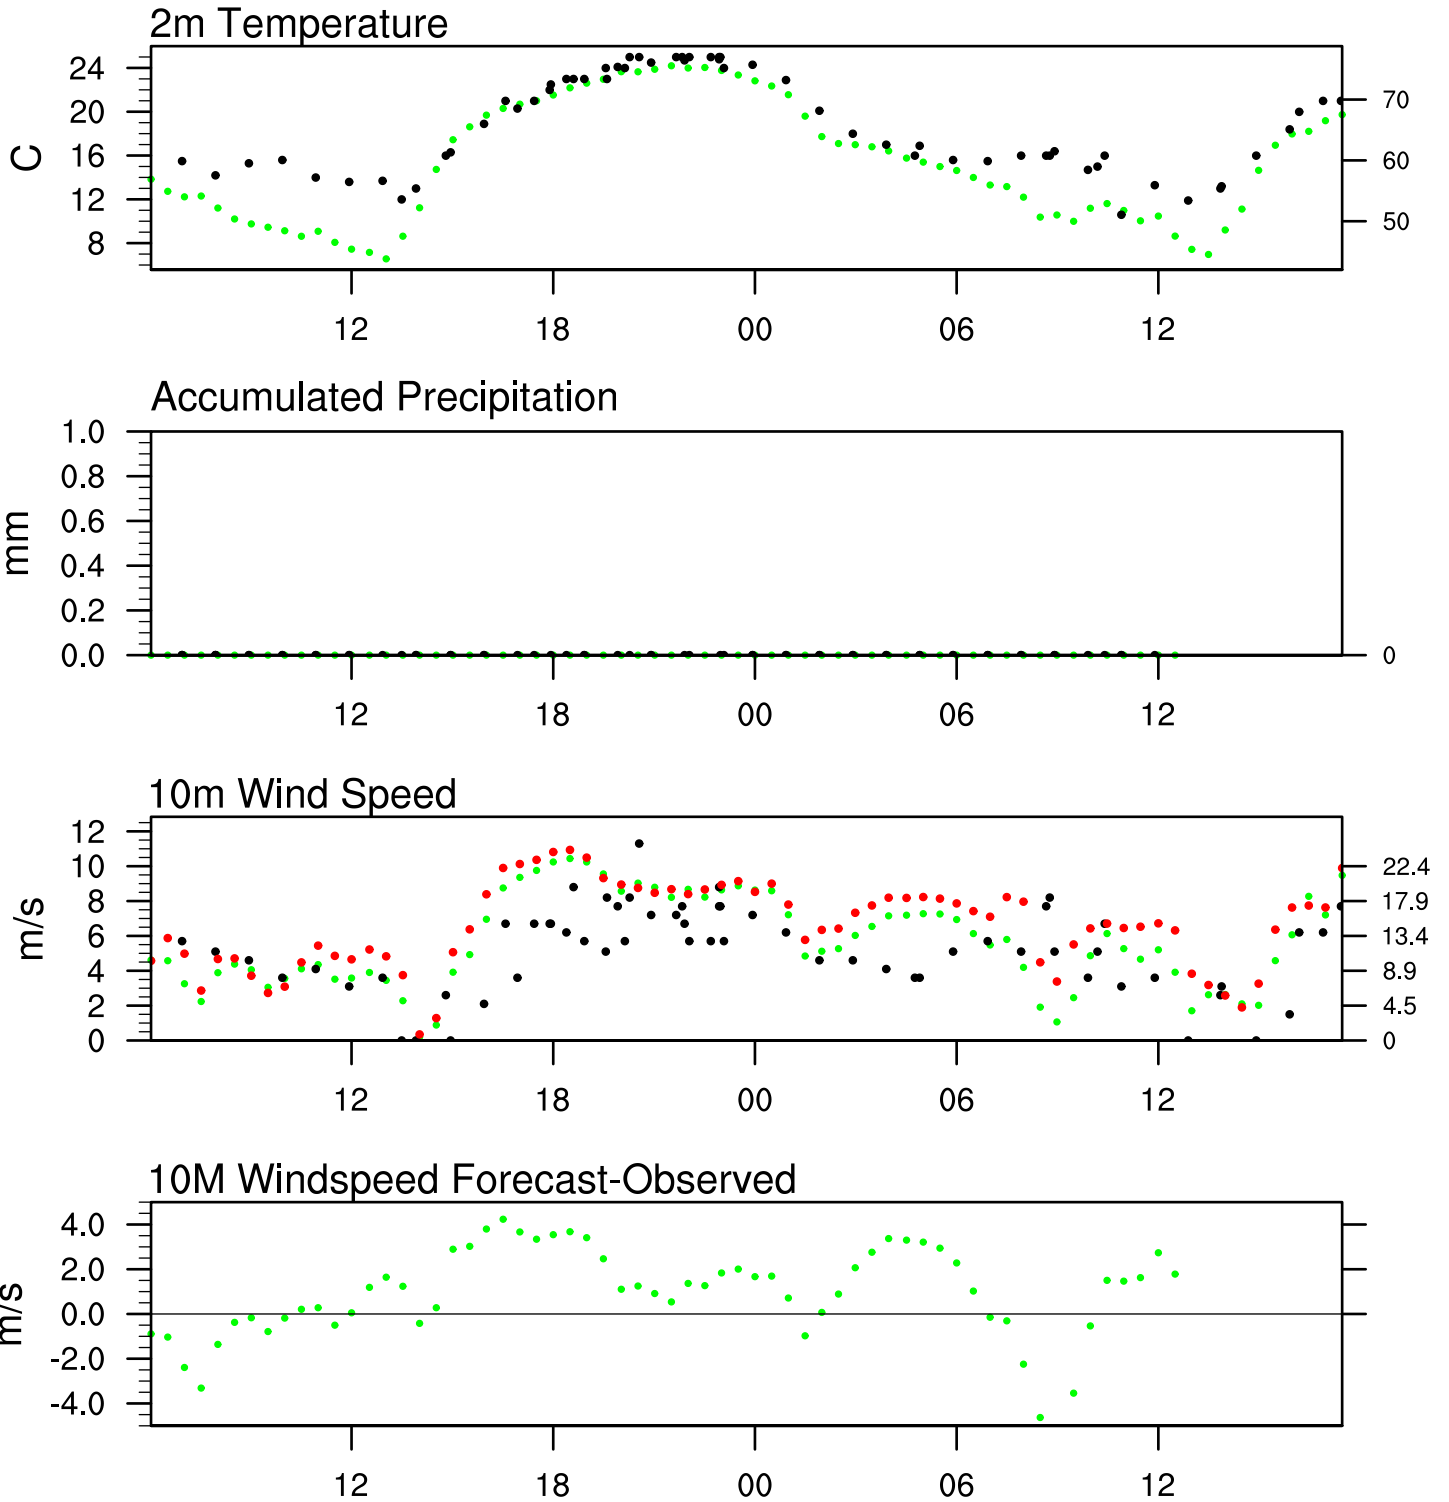 2m Temperature
24
20
16
12
8
C
70
60
50
12 18 00 06 12
Accumulated Precipitation
1.0
0.8
0.6
0.4
0.2
0.0
mm
0
12 18 00 06 12
10m Wind Speed
12
10
8
6
4
2
0
m/s
22.4
17.9
13.4
8.9
4.5
0
12 18 00 06 12
10M Windspeed Forecast-Observed
4.0
2.0
0.0
-2.0
-4.0
m/s
12 18 00 06 12